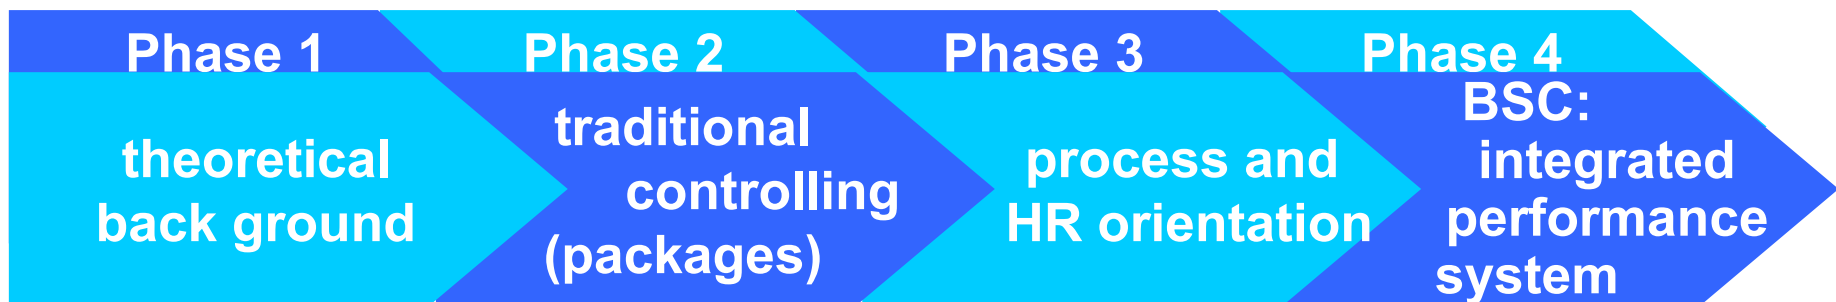 Phase 1
Phase 2
Phase 3
Phase 4
theoretical
back ground
traditional
controlling
(packages)
process and
HR orientation
BSC:
integrated
performance
system